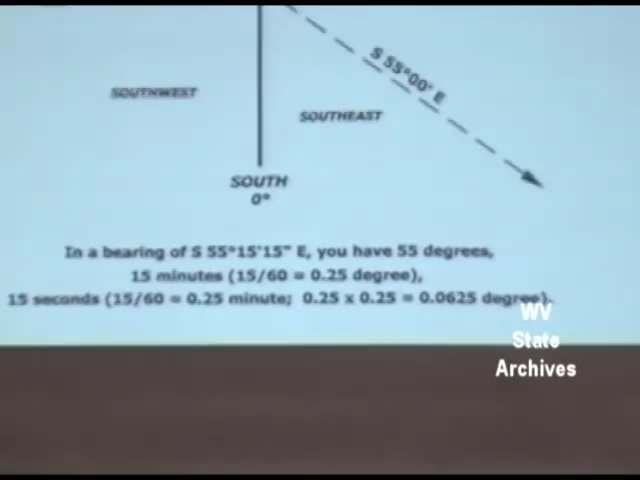 S 55°00' E
SOUTHWEST
SOUTHEAST
SOUTH
0°
In a bearing of S 55°15'15" E, you have 55 degrees,
15 minutes (15/60 = 0.25 degree),
15 seconds (15/60 = 0.25 minute; 0.25 x 0.25 = 0.0625 degree).
WV
State
Archives